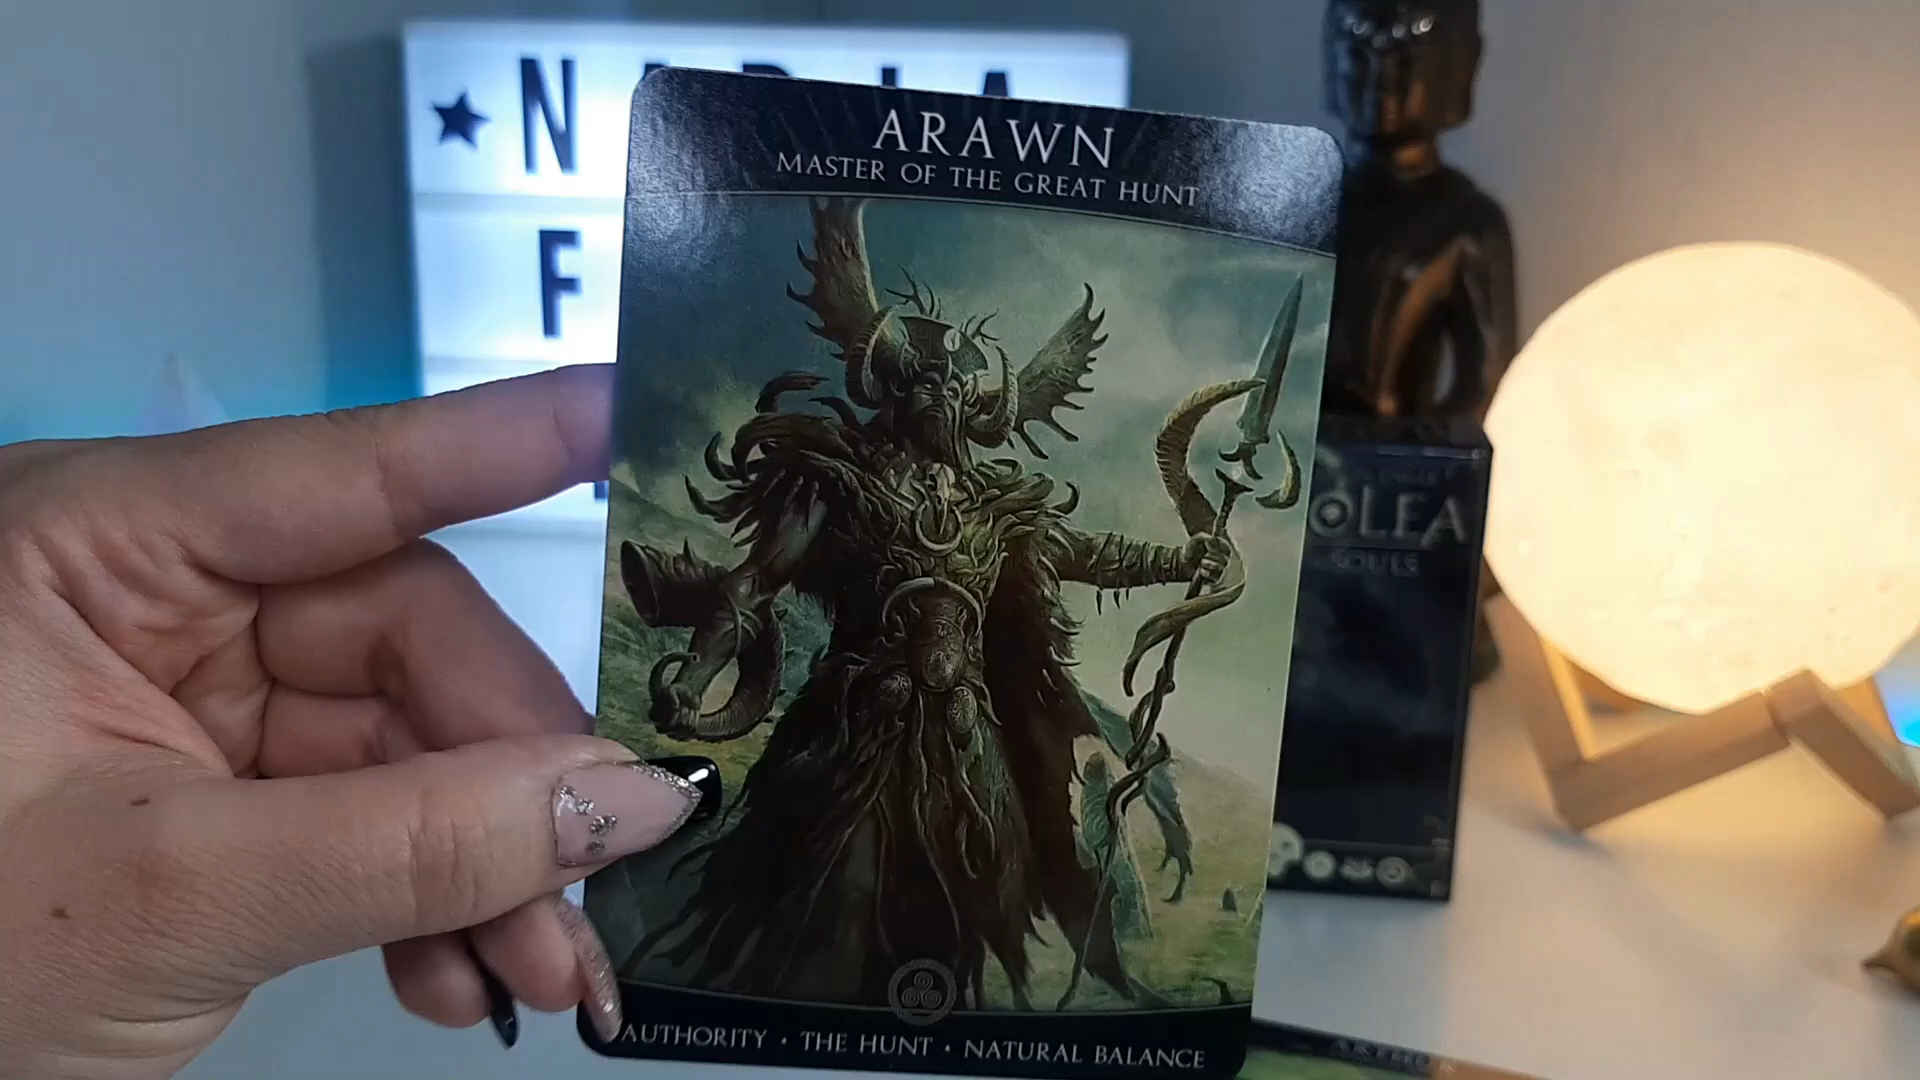 ARAWN
MASTER OF THE GREAT HUNT
AUTHORITY • THE HUNT • NATURAL BALANCE
N
F
OLEA
SOULS